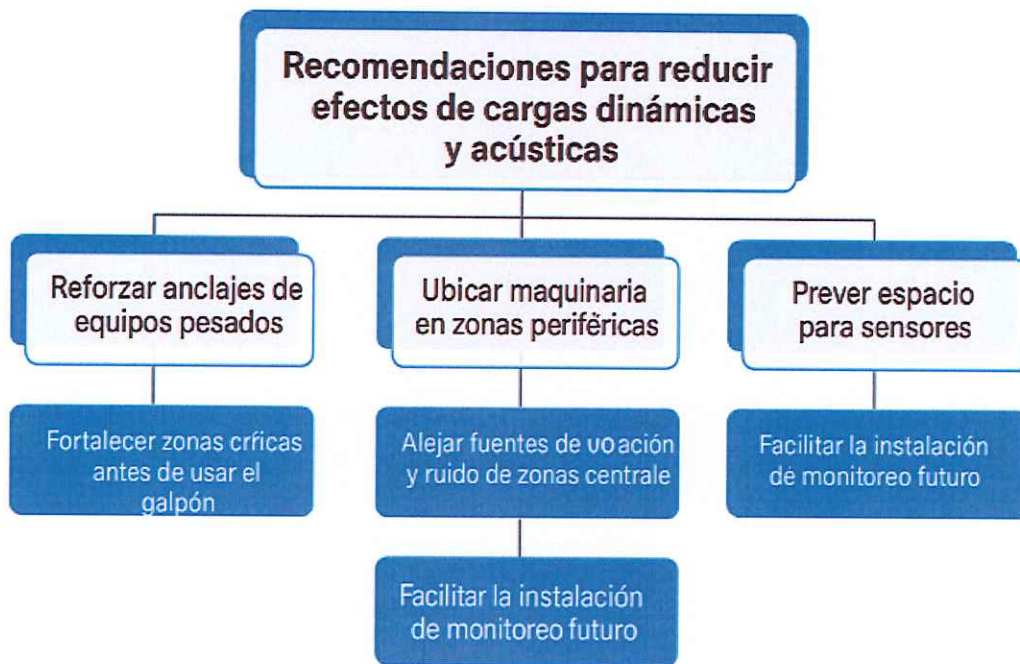 Recomendaciones para reducir
efectos de cargas dinámicas
y acústicas
Reforzar anclajes de
equipos pesados
Ubicar maquinaria
en zonas periféricas
Prever espacio
para sensores
Fortalecer zonas crfícas
antes de usar el
galpón
Alejar fuentes de voación
y ruido de zonas centrale
Facilitar la instalación
de monitoreo futuro
Facilitar la instalación
de monitoreo futuro